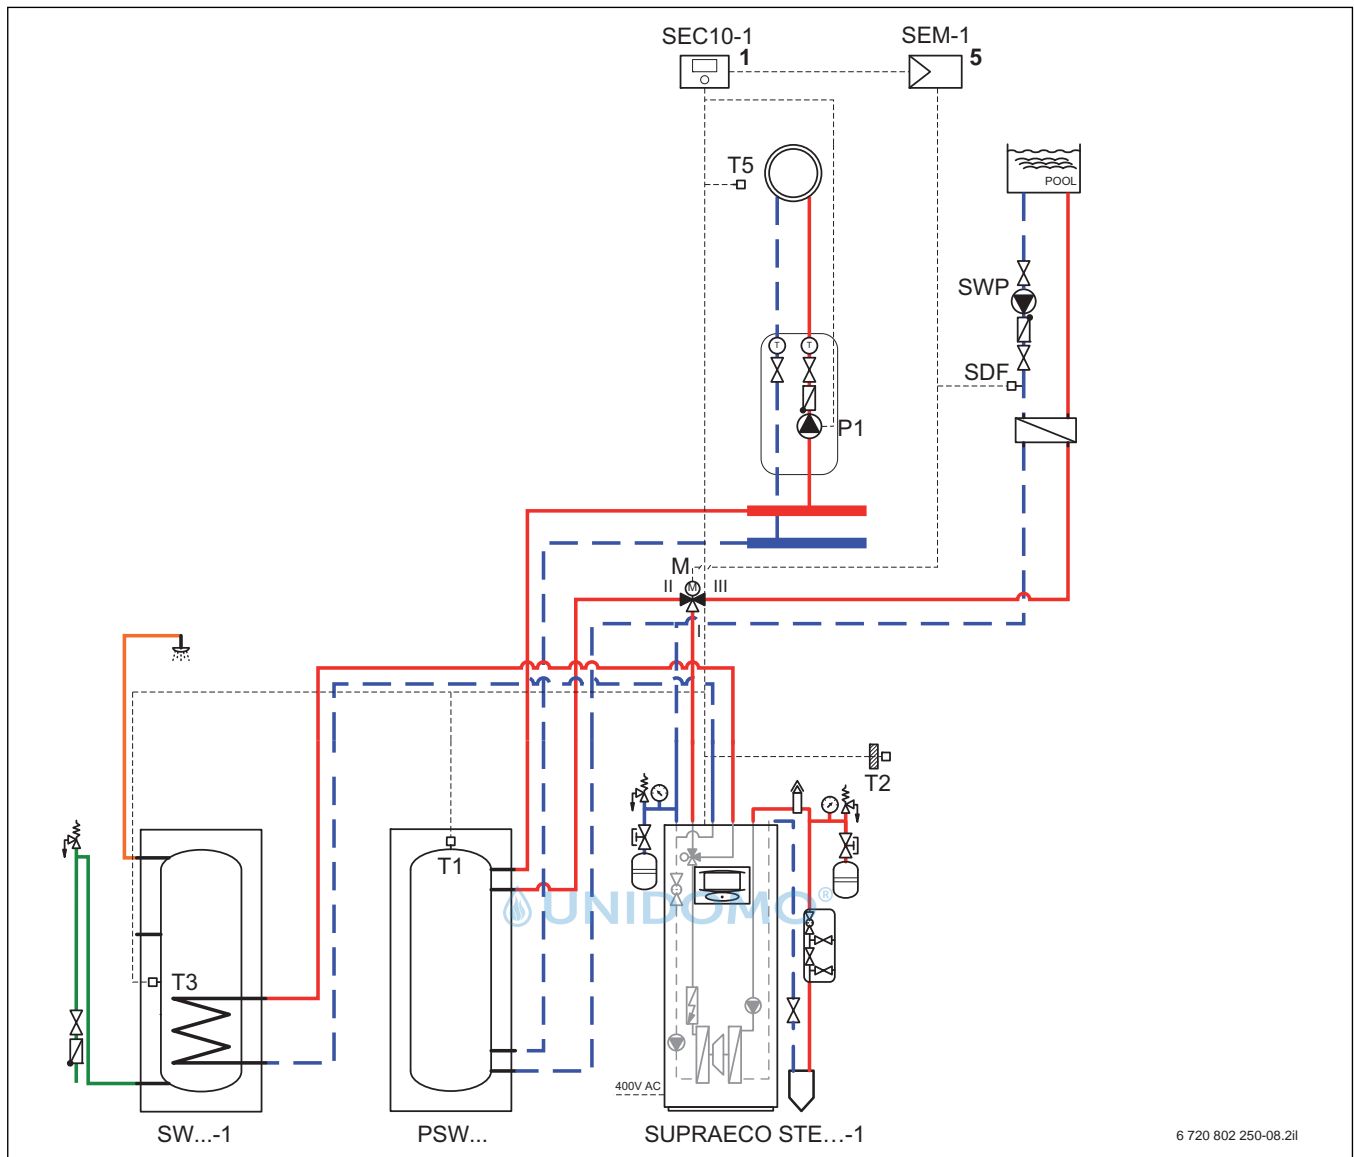 SEC10-1
1
SEM-1
5
T5
POOL
SWP
T
T
SDF
P1
M
II
M
III
I
T2
T1
UNIDOMO®
T3
400V AC
SW...-1
PSW...
SUPRAECO STE...-1
6 720 802 250-08.2il